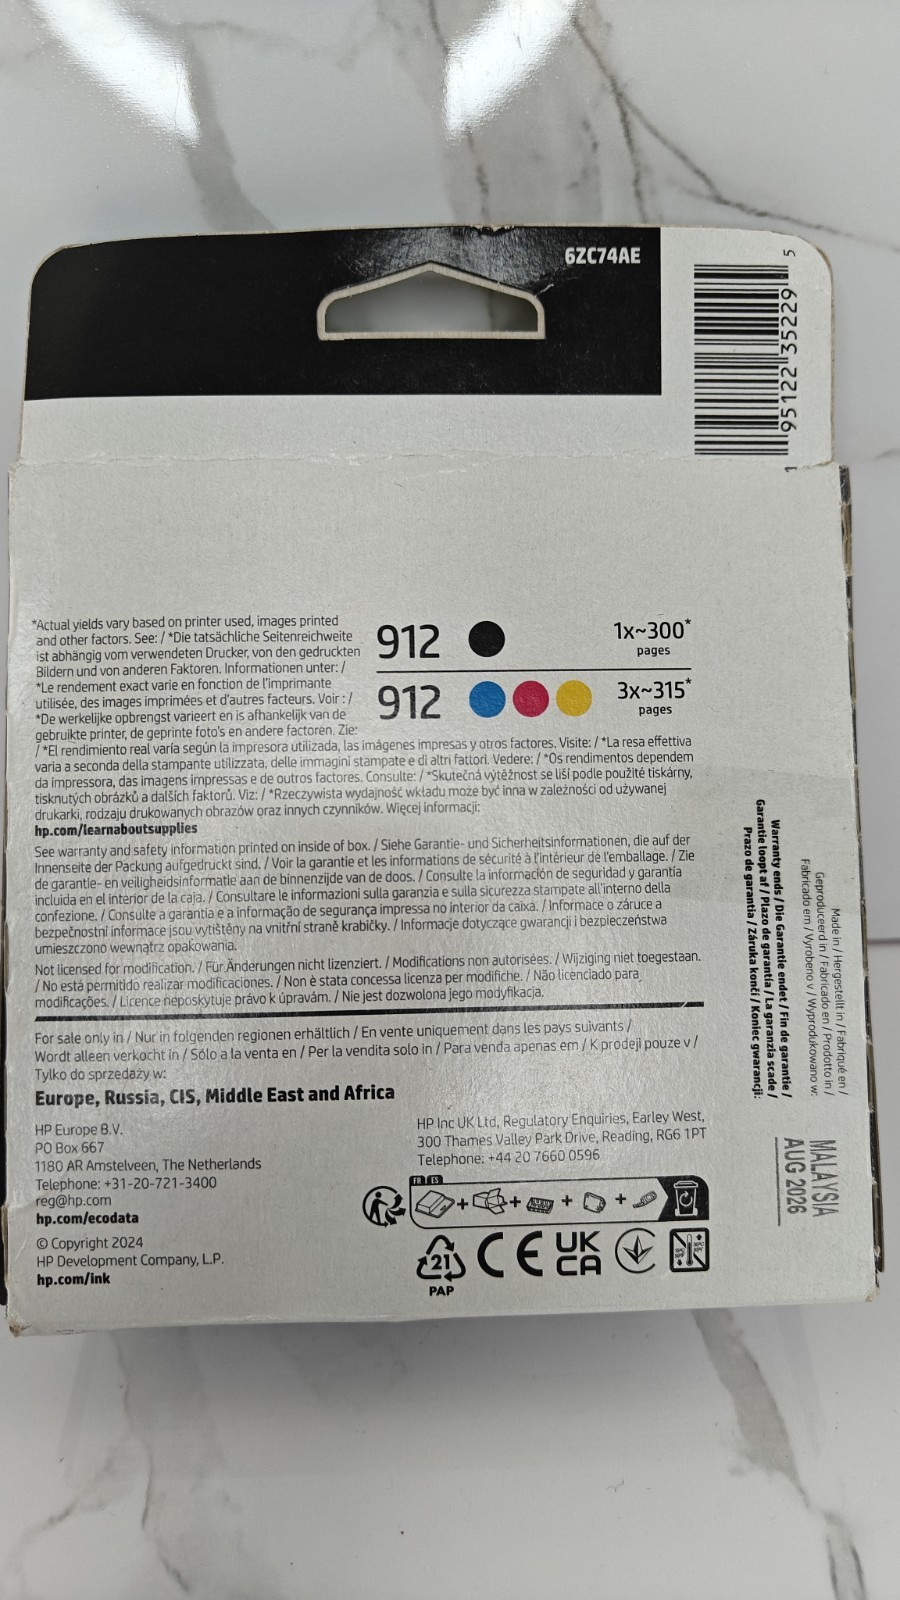 6ZC74AE
1 95122 35229 5
*Actual yields vary based on printer used, images printed
and other factors. See: / *Die tatsächliche Seitenreichweite
ist abhängig vom verwendeten Drucker, von den gedruckten
Bildern und von anderen Faktoren. Informationen unter: /
*Le rendement exact varie en fonction de l'imprimante
utilisée, des images imprimées et d'autres facteurs. Voir : /
*De werkelijke opbrengst varieert en is afhankelijk van de
gebruikte printer, de geprinte foto's en andere factoren. Zie:
/ *El rendimiento real varía según la impresora utilizada, las imágenes impresas y otros factores. Visite: / *La resa effettiva
varia a seconda della stampante utilizzata, delle immagini stampate e di altri fattori. Vedere: / *Os rendimentos dependem
da impressora, das imagens impressas e de outros factores. Consulte: / *Skutečná výtěžnost se liší podle použité tiskárny,
tisknutých obrázků a dalších faktorů. Viz: / *Rzeczywista wydajność wkładu może być inna w zależności od używanej
drukarki, rodzaju drukowanych obrazów oraz innych czynników. Więcej informacji:
hp.com/learnaboutsupplies
912
1x~300*
pages
912
3x~315*
pages
See warranty and safety information printed on inside of box. / Siehe Garantie- und Sicherheitsinformationen, die auf der
Innenseite der Packung aufgedruckt sind. / Voir la garantie et les informations de sécurité à l'intérieur de l'emballage. / Zie
de garantie- en veiligheidsinformatie aan de binnenzijde van de doos. / Consulte la información de seguridad y garantía
incluida en el interior de la caja. / Consultare le informazioni sulla garanzia e sulla sicurezza stampate all'interno della
confezione. / Consulte a garantia e a informação de segurança impressa no interior da caixa. / Informace o záruce a
bezpečnostní informace jsou vytištěny na vnitřní straně krabičky. / Informacje dotyczące gwarancji i bezpieczeństwa
umieszczono wewnątrz opakowania.
Not licensed for modification. / Für Änderungen nicht lizenziert. / Modifications non autorisées. / Wijziging niet toegestaan.
/ No está permitido realizar modificaciones. / Non è stata concessa licenza per modifiche. / Não licenciado para
modificações. / Licence neposkytuje právo k úpravám. / Nie jest dozwolona jego modyfikacja.
For sale only in / Nur in folgenden regionen erhältlich / En vente uniquement dans les pays suivants /
Wordt alleen verkocht in / Sólo a la venta en / Per la vendita solo in / Para venda apenas em / K prodeji pouze v /
Tylko do sprzedaży w:
Europe, Russia, CIS, Middle East and Africa
HP Europe B.V.
PO Box 667
1180 AR Amstelveen, The Netherlands
Telephone: +31-20-721-3400
reg@hp.com
hp.com/ecodata
© Copyright 2024
HP Development Company, L.P.
hp.com/ink
HP Inc UK Ltd, Regulatory Enquiries, Earley West,
300 Thames Valley Park Drive, Reading, RG6 1PT
Telephone: +44 20 7660 0596
FR / ES
21
PAP
CE
UK
CA
Made in / Hergestellt in / Fabriqué en /
Geproduceerd in / Fabricado en / Prodotto in /
Fabricado em / Vyrobeno v / Wyprodukowano w:
MALAYSIA
Warranty ends / Die Garantie endet / Fin de garantie /
Garantie loopt af / Plazo de garantía / La garanzia scade /
Prazo de garantia / Záruka končí / Koniec gwarancji:
AUG 2026